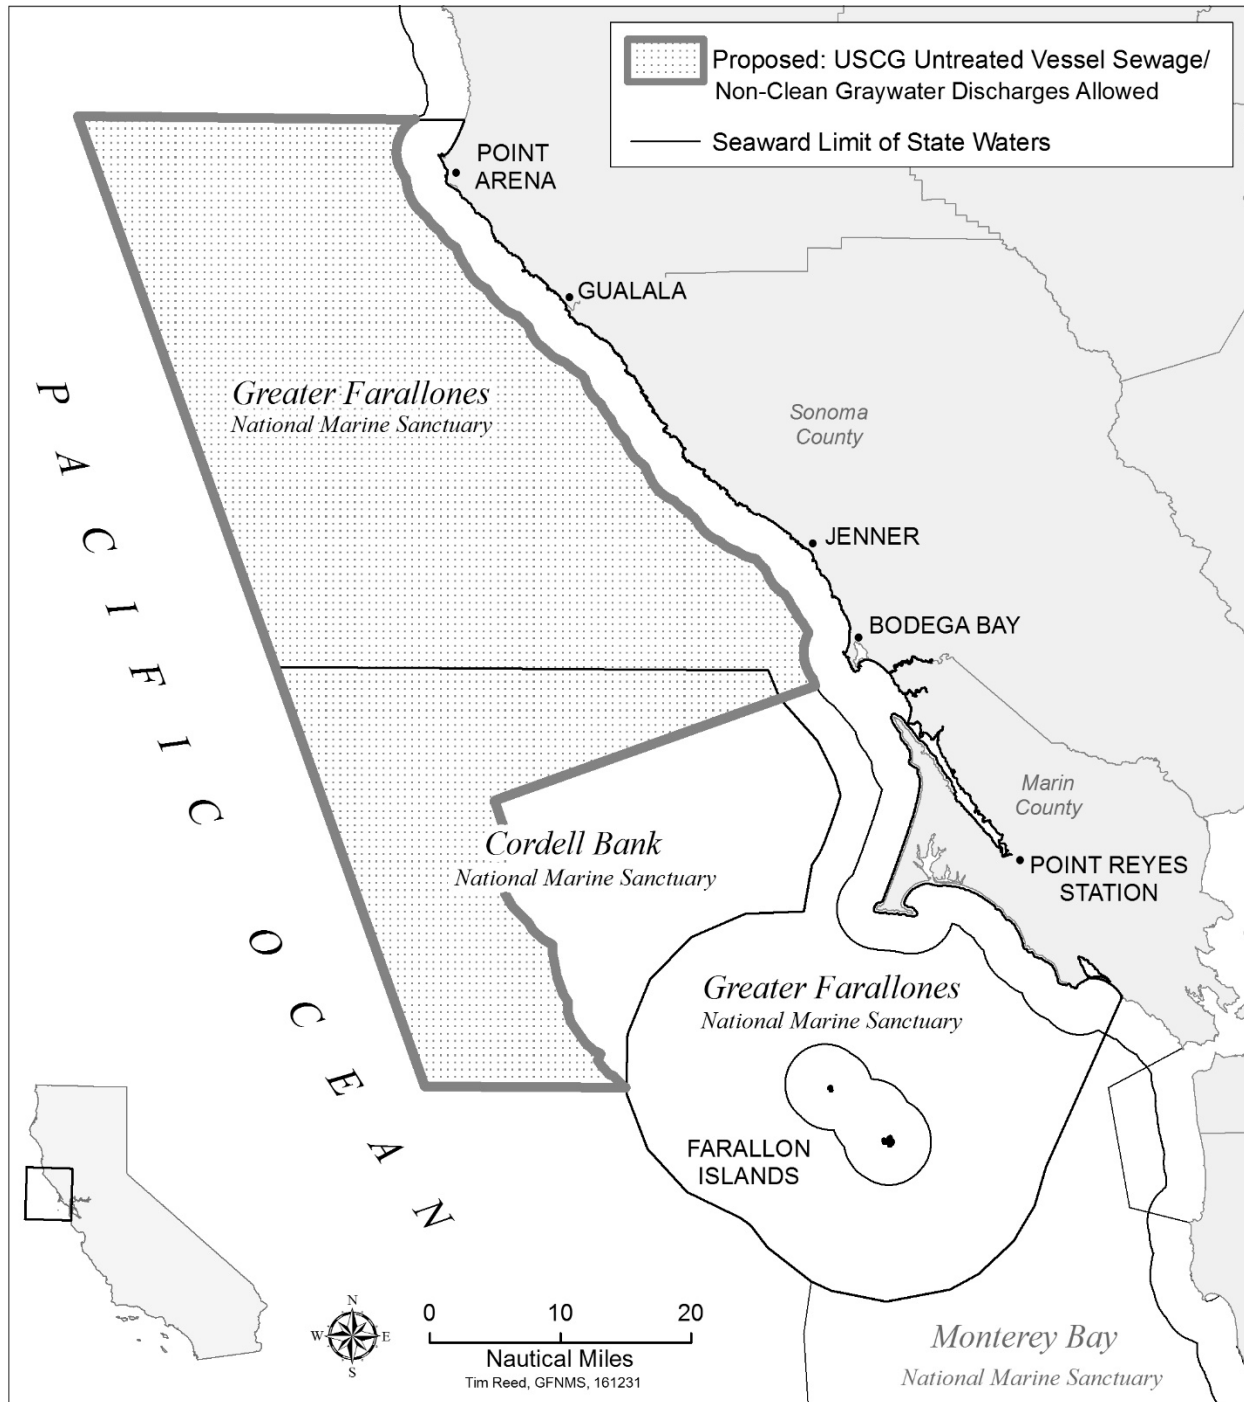 Proposed: USCG Untreated Vessel Sewage/
Non-Clean Graywater Discharges Allowed
Seaward Limit of State Waters
POINT
ARENA
GUALALA
Greater Farallones
National Marine Sanctuary
Sonoma
County
JENNER
BODEGA BAY
PACIFIC OCEAN
Marin
County
Cordell Bank
National Marine Sanctuary
POINT REYES
STATION
Greater Farallones
National Marine Sanctuary
FARALLON
ISLANDS
N
W E
S
0 10 20
Nautical Miles
Tim Reed, GFNMS, 161231
Monterey Bay
National Marine Sanctuary